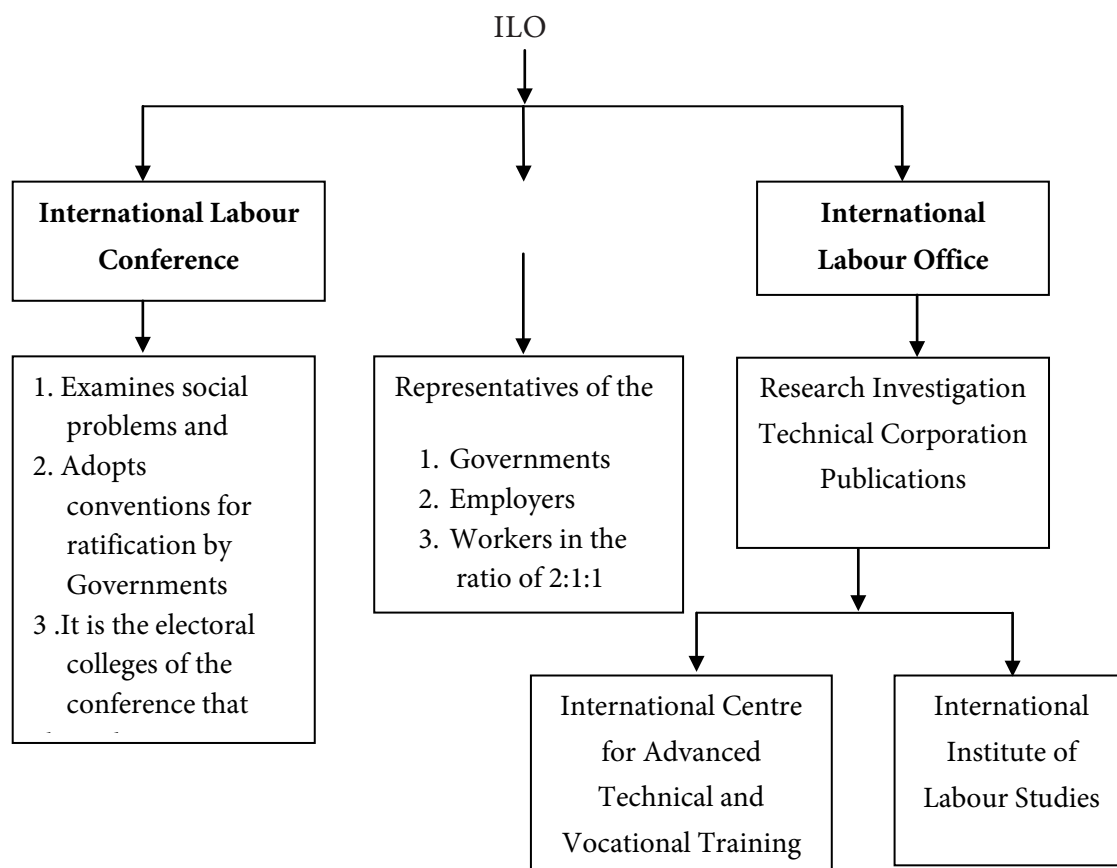 ILO
International Labour
Conference
International
Labour Office
1. Examines social
problems and
2. Adopts
conventions for
ratification by
Governments
3 .It is the electoral
colleges of the
conference that
Representatives of the
1. Governments
2. Employers
3. Workers in the
ratio of 2:1:1
Research Investigation
Technical Corporation
Publications
International Centre
for Advanced
Technical and
Vocational Training
International
Institute of
Labour Studies